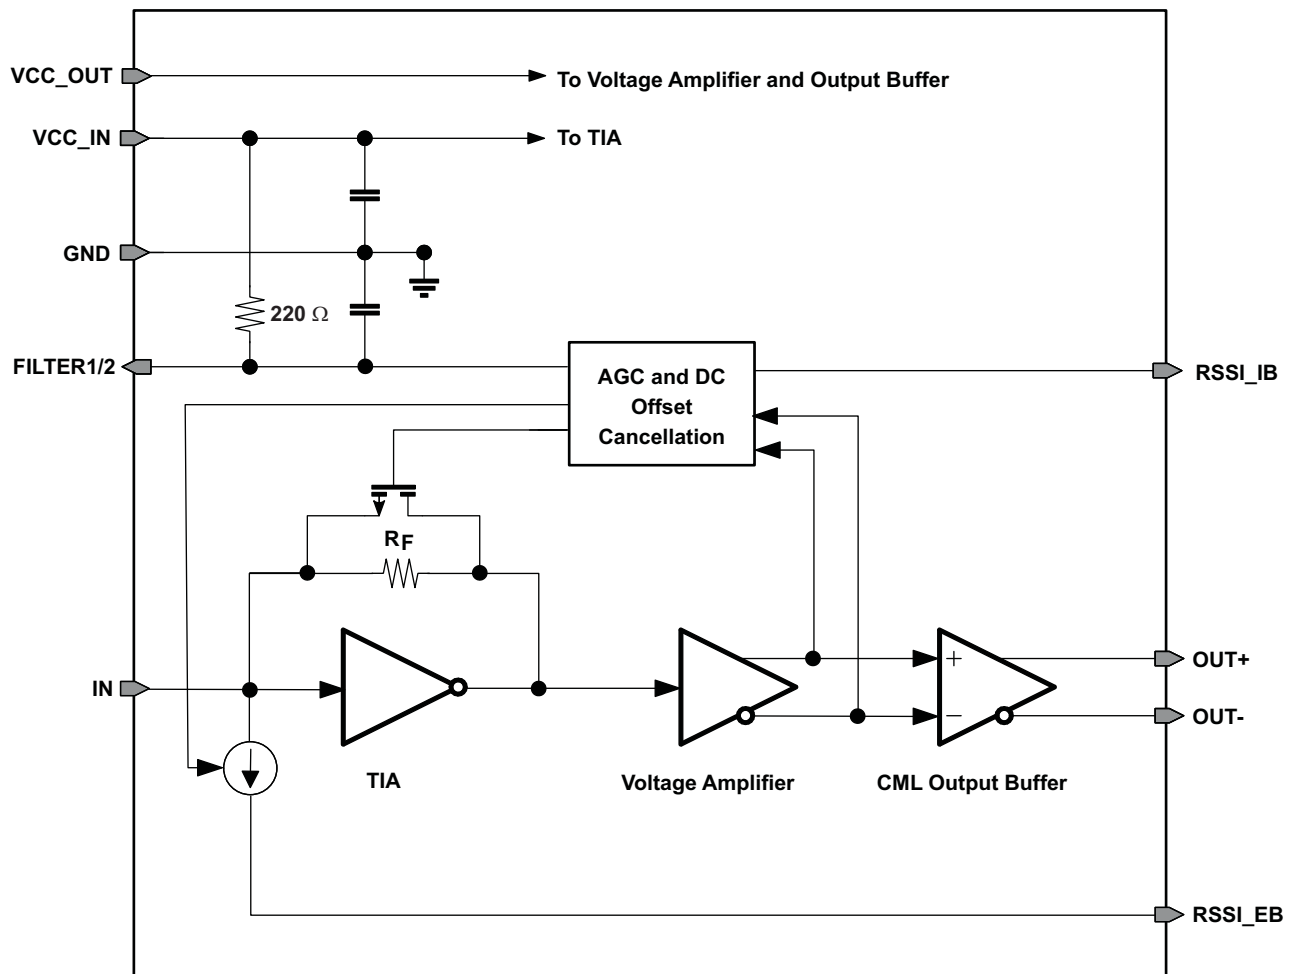 VCC_OUT
To Voltage Amplifier and Output Buffer
VCC_IN
To TIA
GND
220 Ω
FILTER1/2
AGC and DC
Offset
Cancellation
RSSI_IB
RF
IN
+
−
OUT+
OUT-
TIA
Voltage Amplifier
CML Output Buffer
RSSI_EB